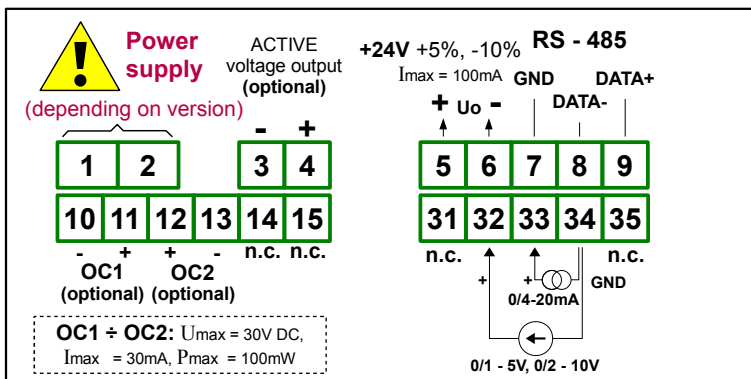 Power
supply
(depending on version)
ACTIVE
voltage output
(optional)
- +
+24V +5%, -10%
Imax = 100mA
+ Uo -
RS - 485
GND
DATA-
DATA+
1 2 3 4 5 6 7 8 9
10 11 12 13 14 15 31 32 33 34 35
- + + - n.c. n.c. n.c. n.c.
OC1
(optional)
OC2
(optional)
+
+
0/4-20mA
GND
0/1 - 5V, 0/2 - 10V
OC1 ÷ OC2: Umax = 30V DC,
Imax = 30mA, Pmax = 100mW